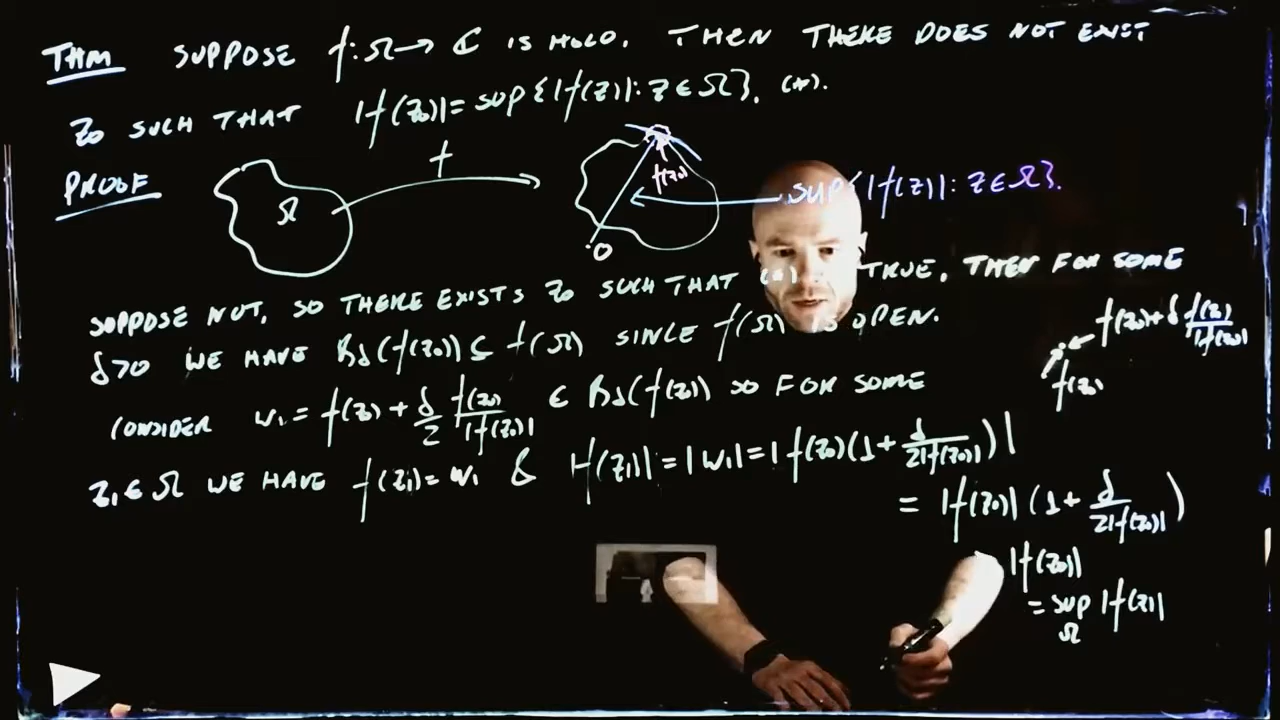 THM SUPPOSE f: Ω → ℂ IS HOLO. THEN THERE DOES NOT EXIST
z₀ SUCH THAT |f(z₀)| = SUP{|f(z)| : z ∈ Ω}. (*).
PROOF
f
Ω
f(z₀)
SUP{|f(z)| : z ∈ Ω}.
0
SUPPOSE NOT, SO THERE EXISTS z₀ SUCH THAT (*) TRUE, THEN FOR SOME
δ>0 WE HAVE B_δ(f(z₀)) ⊆ f(Ω) SINCE f(Ω) IS OPEN.
f(z₀) + δ f(z₀)/|f(z₀)|
f(z₀)
CONSIDER w₁ = f(z₀) + δ/2 f(z₀)/|f(z₀)| ∈ B_δ(f(z₀)) SO FOR SOME
z₁ ∈ Ω WE HAVE f(z₁) = w₁ & |f(z₁)| = |w₁| = |f(z₀)(1 + δ/2|f(z₀)|)|
= |f(z₀)| (1 + δ/2|f(z₀)|)
|f(z₀)|
= SUP |f(z)|
Ω